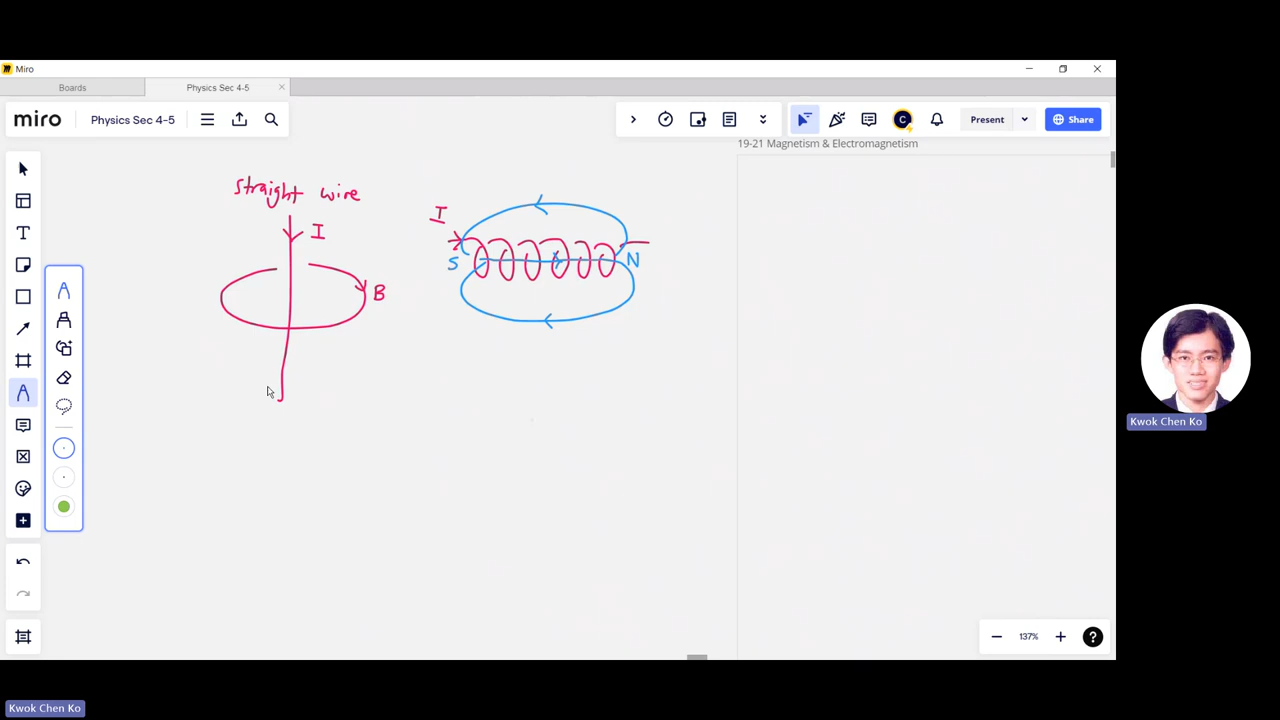 Miro
Boards
Physics Sec 4-5
miro
Physics Sec 4-5
C
Present
Share
19-21 Magnetism & Electromagnetism
straight wire
I
I
B
S
N
137%
?
Kwok Chen Ko
Kwok Chen Ko